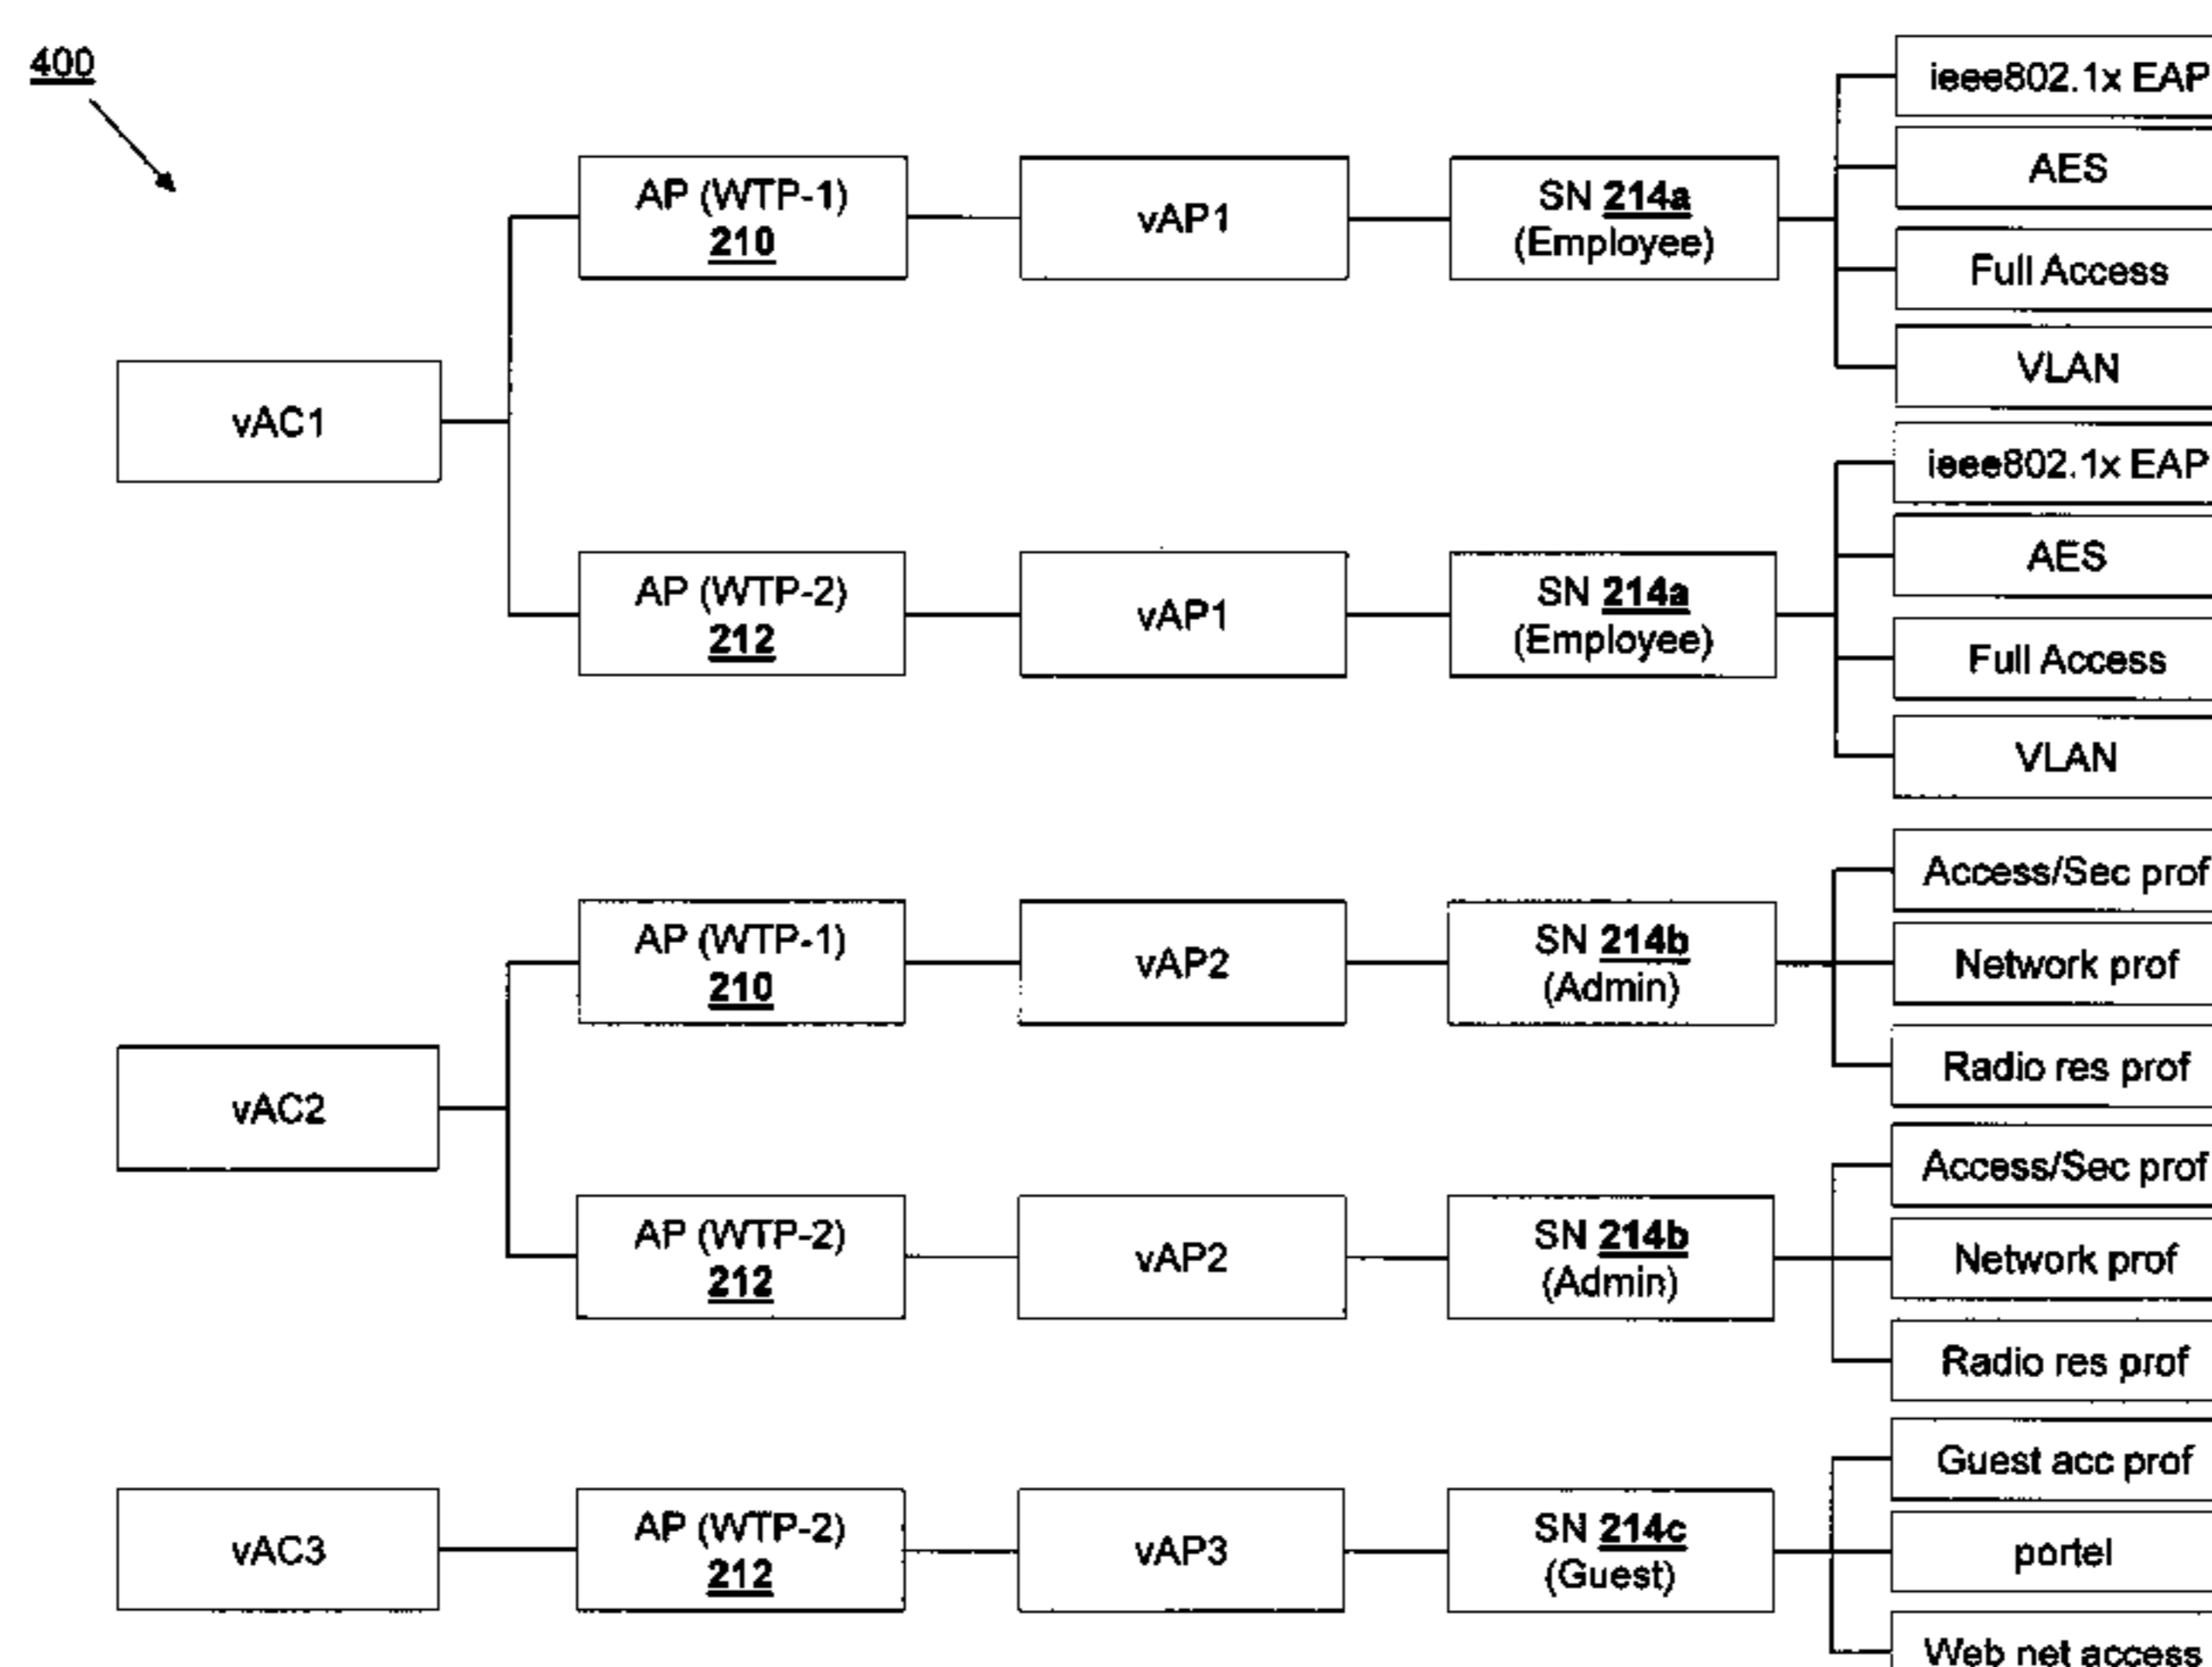 400
ieee802.1x EAP
AP (WTP-1)
210
vAP1
SN 214a
(Employee)
AES
Full Access
VLAN
vAC1
ieee802.1x EAP
AP (WTP-2)
212
vAP1
SN 214a
(Employee)
AES
Full Access
VLAN
Access/Sec prof
AP (WTP-1)
210
vAP2
SN 214b
(Admin)
Network prof
Radio res prof
vAC2
Access/Sec prof
AP (WTP-2)
212
vAP2
SN 214b
(Admin)
Network prof
Radio res prof
Guest acc prof
vAC3
AP (WTP-2)
212
vAP3
SN 214c
(Guest)
portel
Web net access